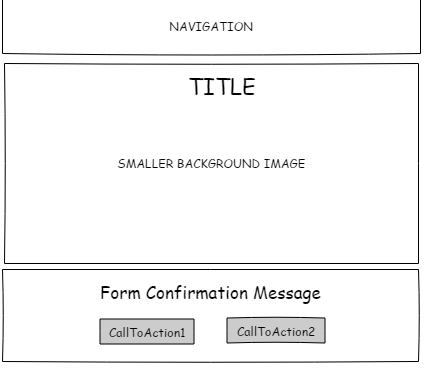 NAVIGATION
TITLE
SMALLER BACKGROUND IMAGE
Form Confirmation Message
CallToAction1
CallToAction2